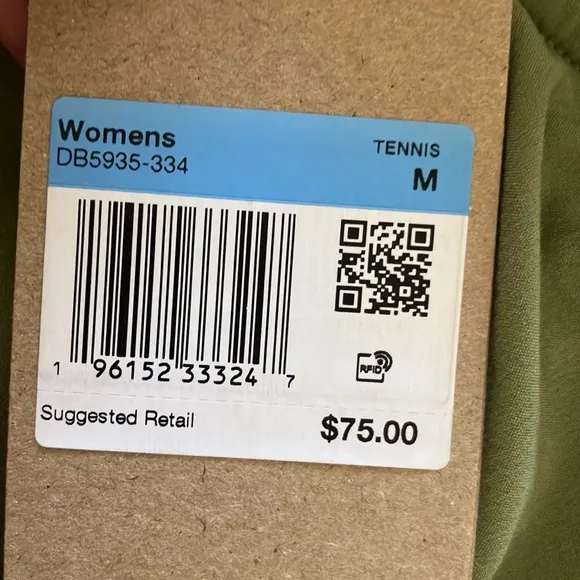 Womens
DB5935-334
TENNIS
M
1 96152 33324 7
RFID
Suggested Retail
$75.00